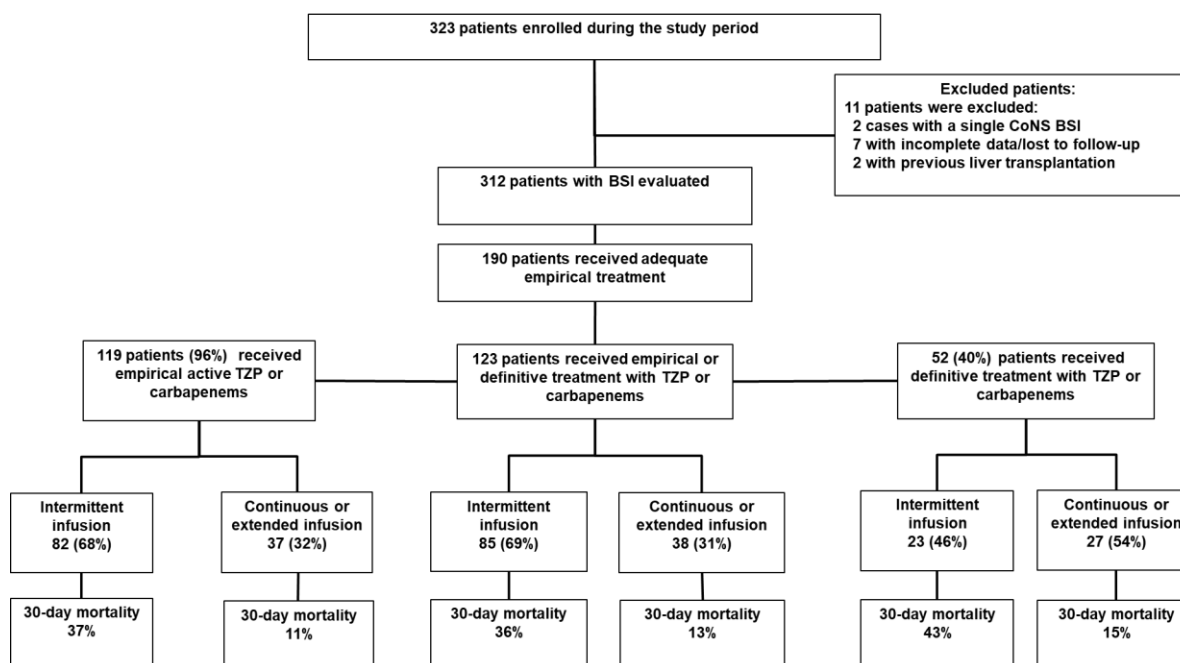 323 patients enrolled during the study period
Excluded patients:
11 patients were excluded:
2 cases with a single CoNS BSI
7 with incomplete data/lost to follow-up
2 with previous liver transplantation
312 patients with BSI evaluated
190 patients received adequate
empirical treatment
119 patients (96%) received
empirical active TZP or
carbapenems
123 patients received empirical or
definitive treatment with TZP or
carbapenems
52 (40%) patients received
definitive treatment with TZP or
carbapenems
Intermittent
infusion
82 (68%)
Continuous or
extended infusion
37 (32%)
Intermittent
infusion
85 (69%)
Continuous or
extended infusion
38 (31%)
Intermittent
infusion
23 (46%)
Continuous or
extended infusion
27 (54%)
30-day mortality
37%
30-day mortality
11%
30-day mortality
36%
30-day mortality
13%
30-day mortality
43%
30-day mortality
15%